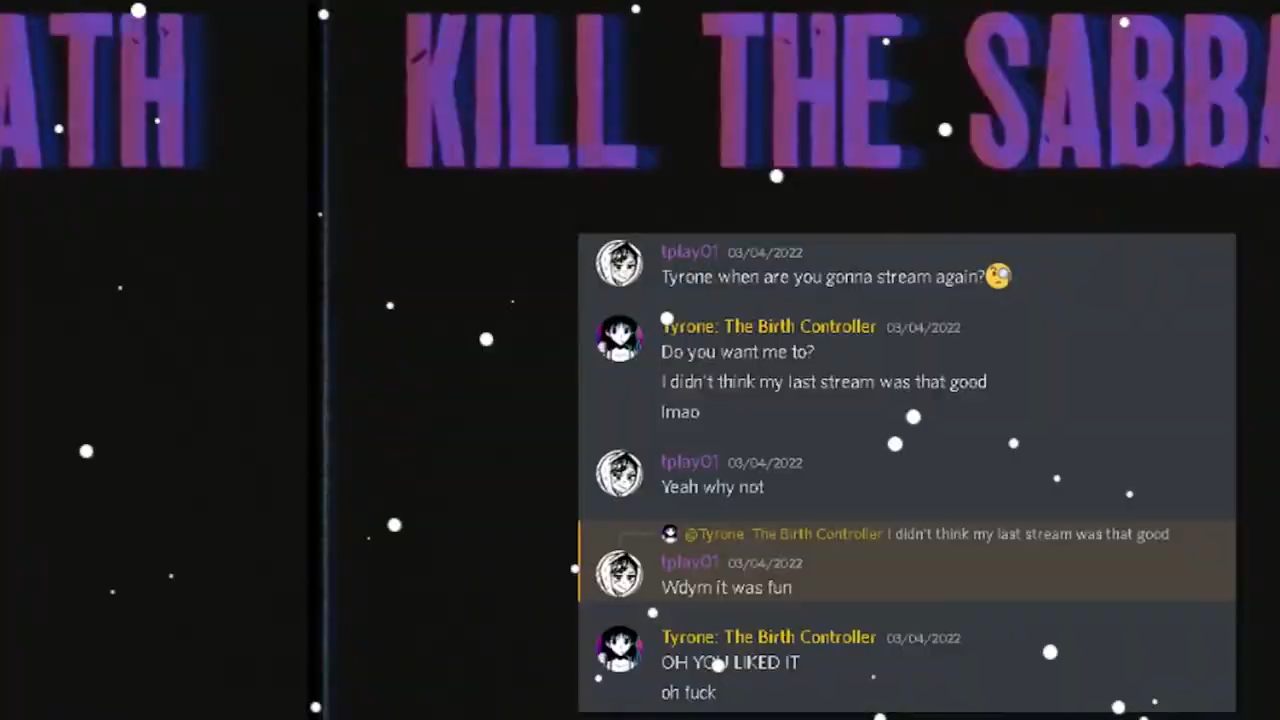 ATH KILL THE SABBA
tplay01 03/04/2022
Tyrone when are you gonna stream again?🧐
Tyrone: The Birth Controller 03/04/2022
Do you want me to?
I didn't think my last stream was that good
lmao
tplay01 03/04/2022
Yeah why not
@Tyrone: The Birth Controller I didn't think my last stream was that good
tplay01 03/04/2022
Wdym it was fun
Tyrone: The Birth Controller 03/04/2022
OH YOU LIKED IT
oh fuck